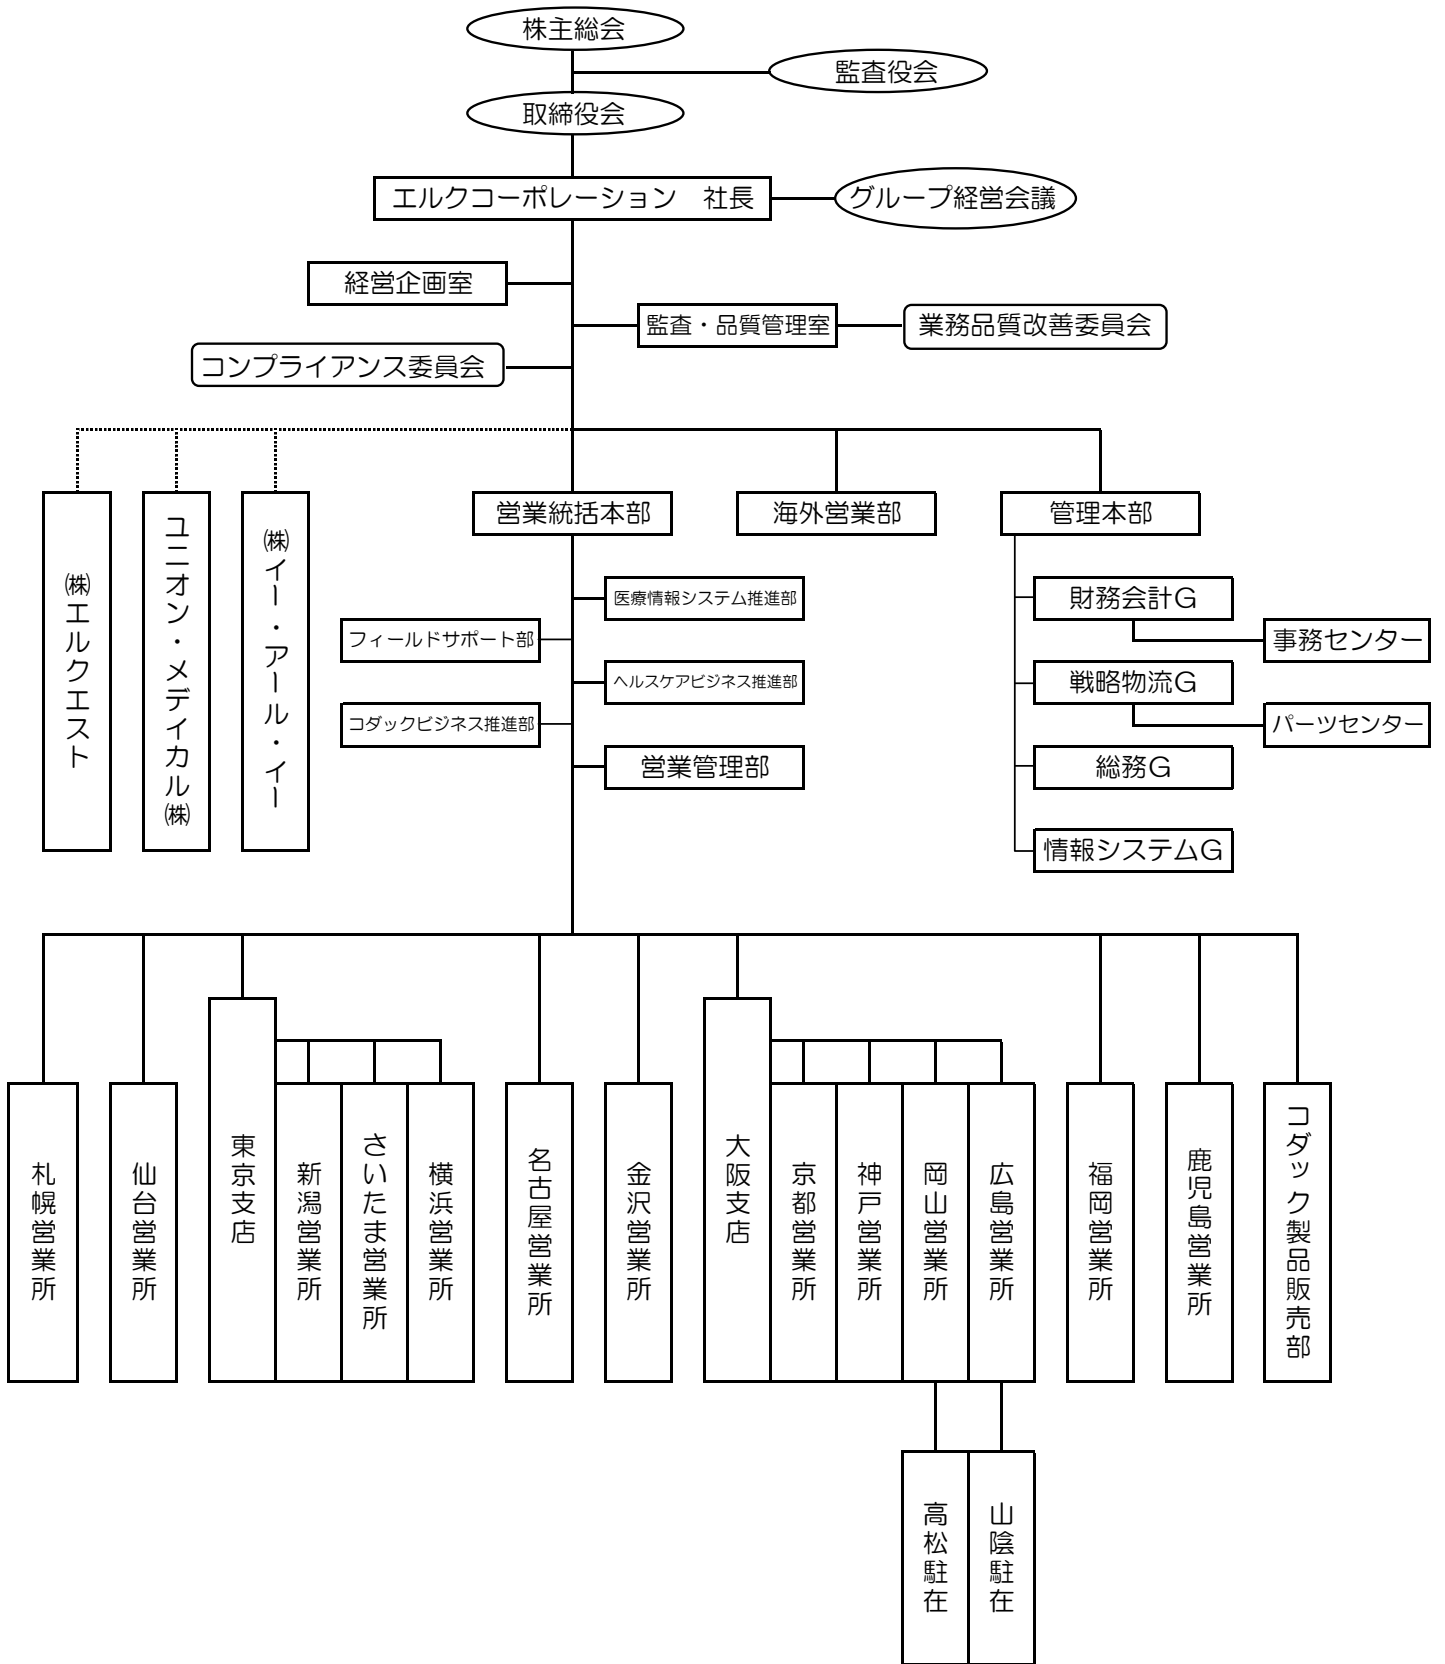 株主総会
監査役会
取締役会
エルクコーポレーション　社長
グループ経営会議
経営企画室
監査・品質管理室
業務品質改善委員会
コンプライアンス委員会
㈱エルクエスト
ユニオン・メデイカル㈱
㈱イー・アール・イー
営業統括本部
海外営業部
管理本部
医療情報システム推進部
フィールドサポート部
ヘルスケアビジネス推進部
コダックビジネス推進部
営業管理部
財務会計G
事務センター
戦略物流G
パーツセンター
総務G
情報システムG
札幌営業所
仙台営業所
東京支店
新潟営業所
さいたま営業所
横浜営業所
名古屋営業所
金沢営業所
大阪支店
京都営業所
神戸営業所
岡山営業所
広島営業所
福岡営業所
鹿児島営業所
コダック製品販売部
高松駐在
山陰駐在